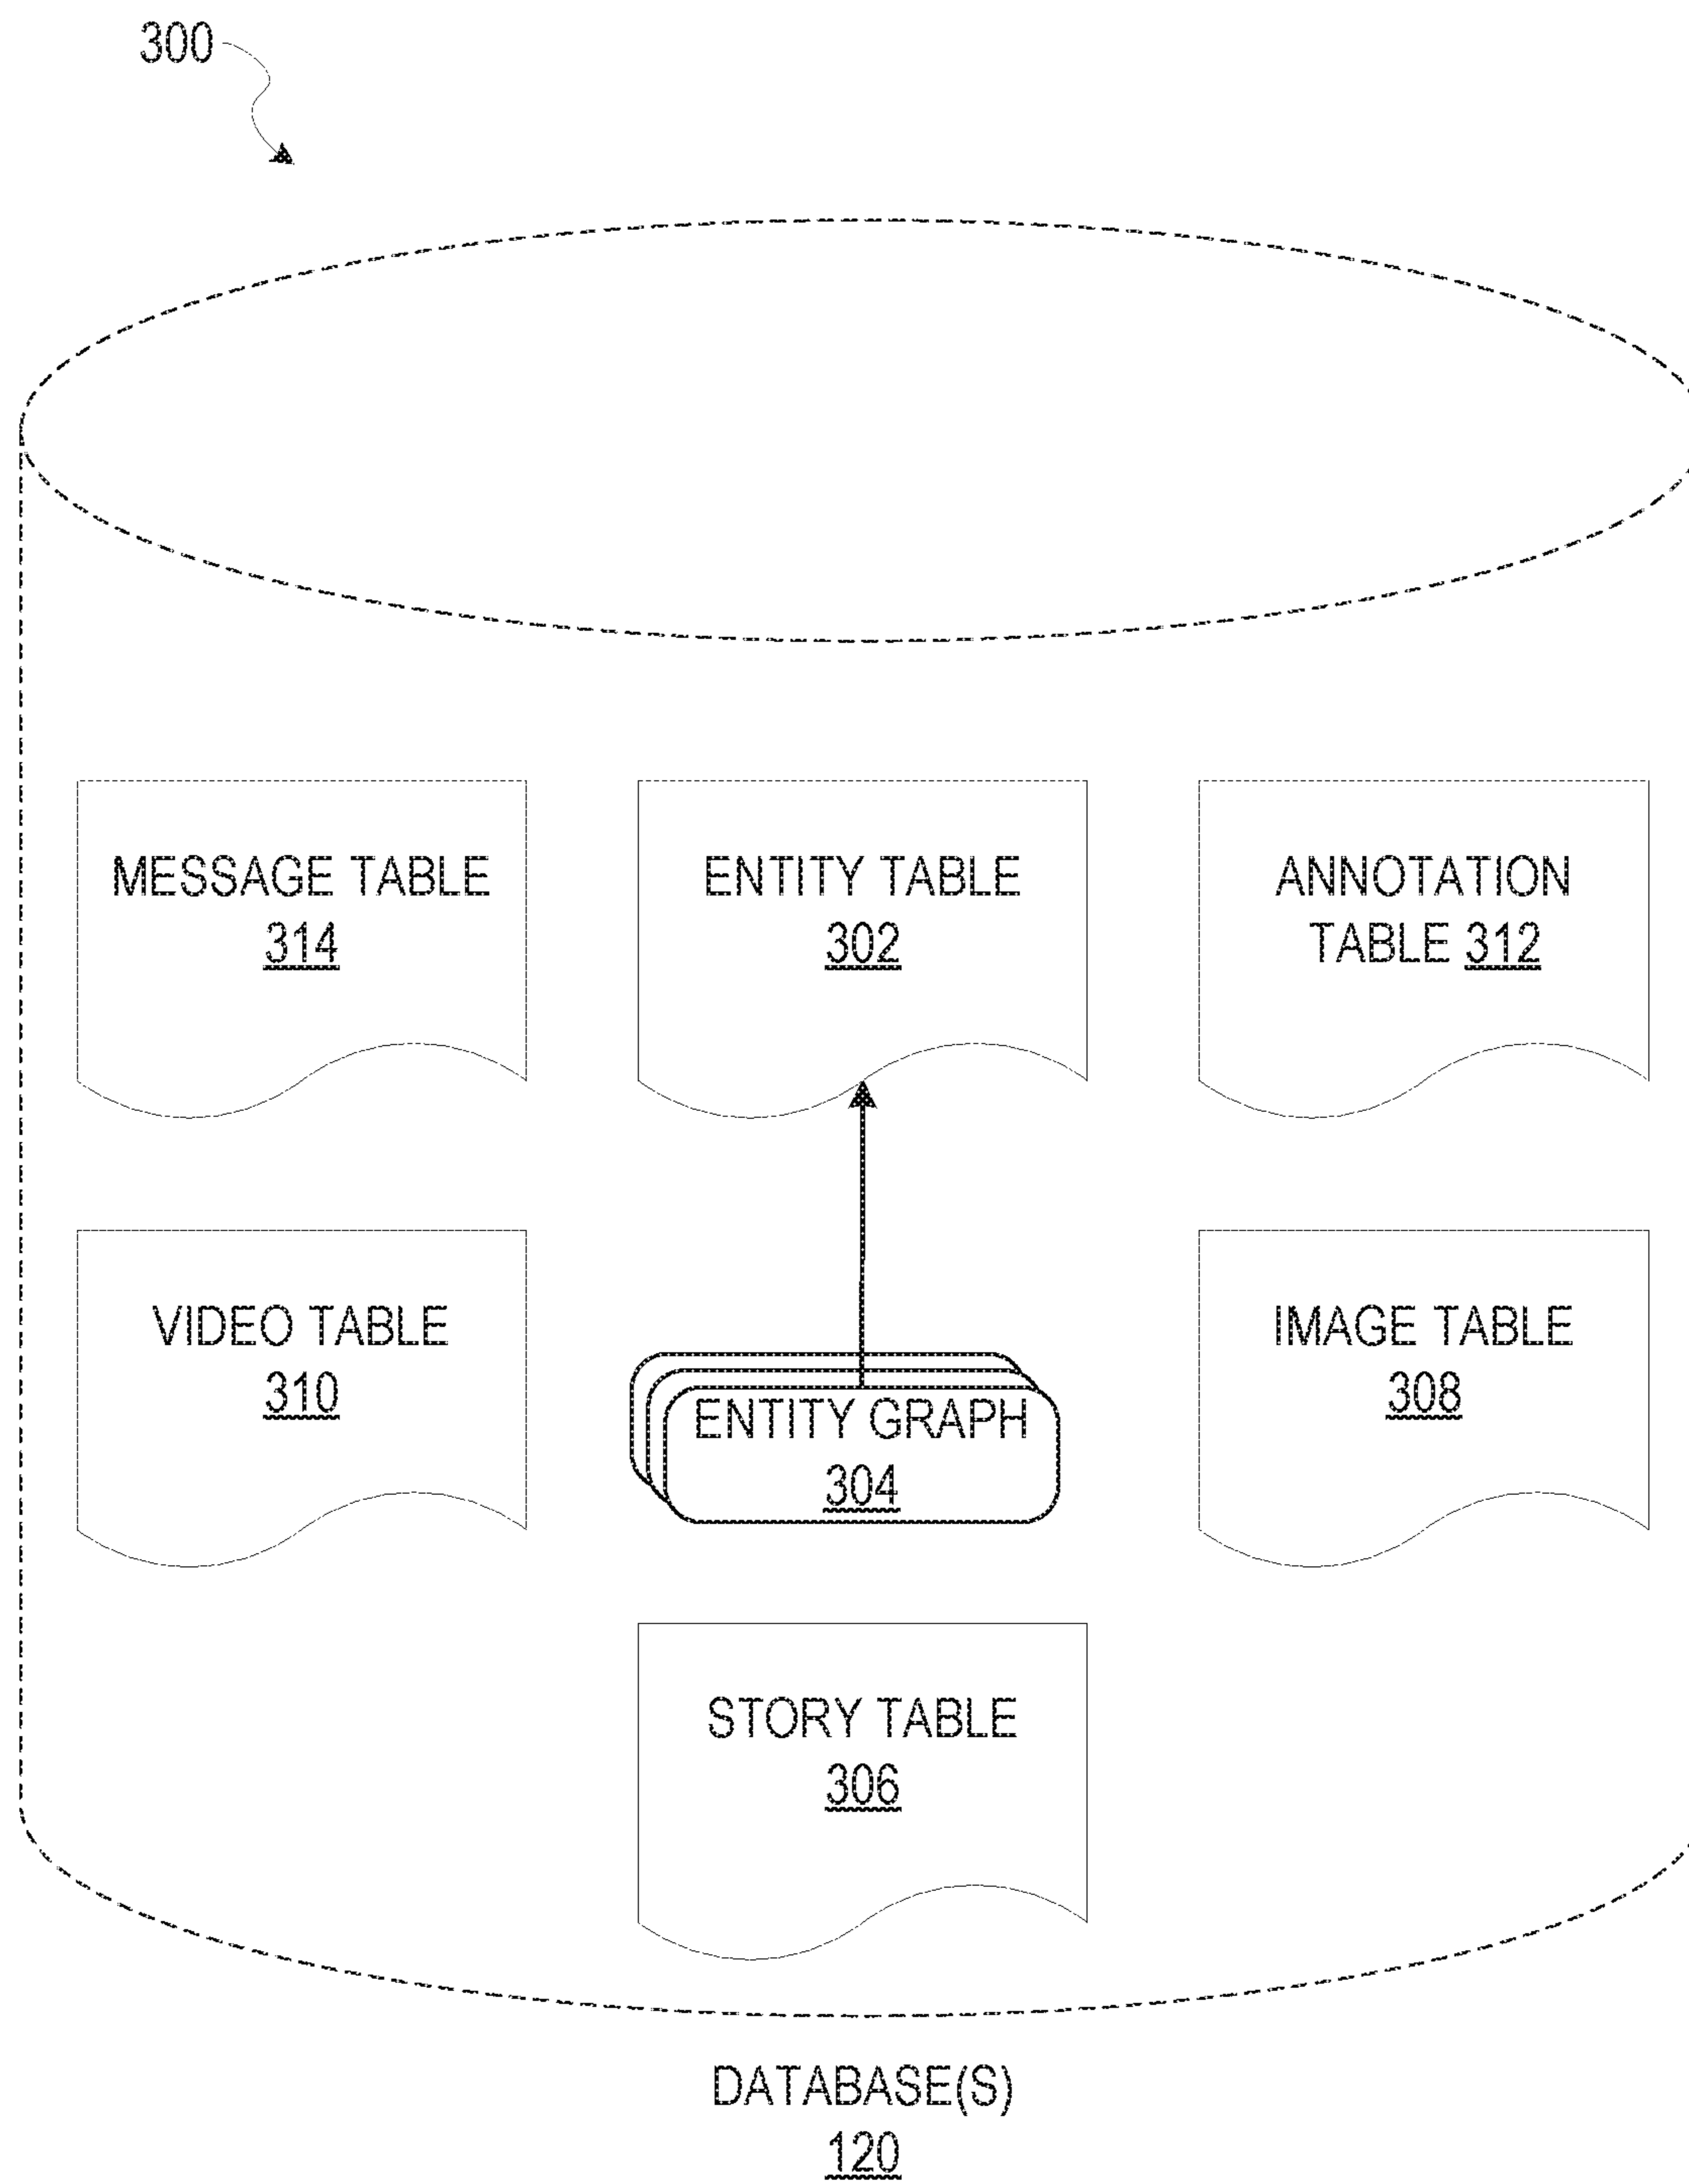 300
MESSAGE TABLE
314
ENTITY TABLE
302
ANNOTATION
TABLE 312
VIDEO TABLE
310
ENTITY GRAPH
304
IMAGE TABLE
308
STORY TABLE
306
DATABASE(S)
120